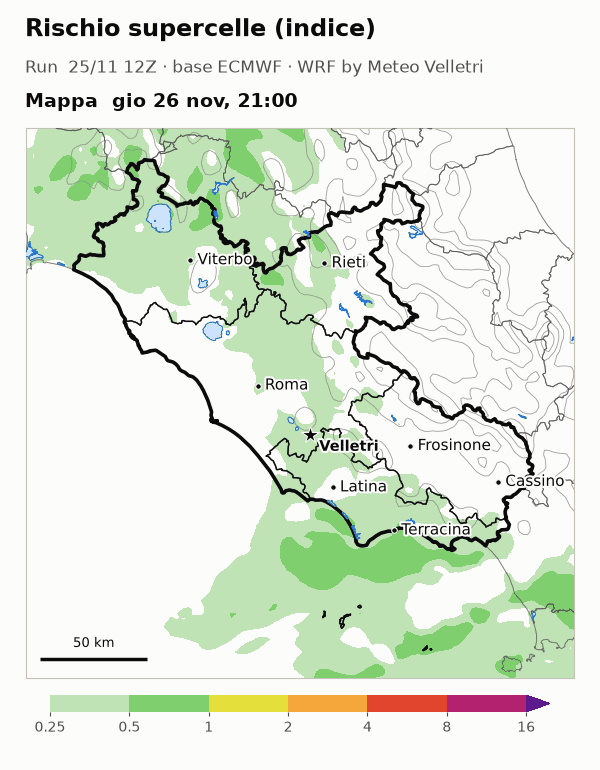 Rischio supercelle (indice)
Run  25/11 12Z · base ECMWF · WRF by Meteo Velletri
Mappa  gio 26 nov, 21:00
Viterbo
Rieti
Roma
Velletri
Frosinone
Latina
Cassino
Terracina
50 km
0.25 0.5 1 2 4 8 16